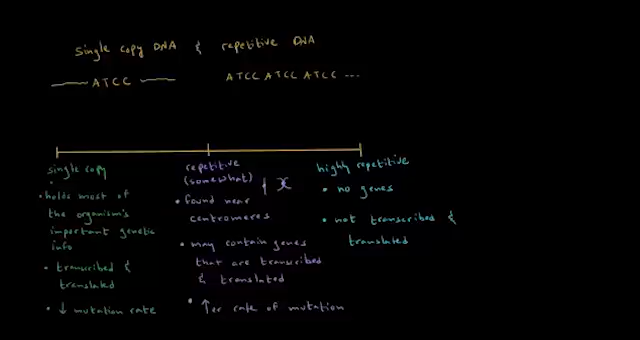 single copy DNA & repetitive DNA
ATCC
ATCC ATCC ATCC ...
single copy
• holds most of
the organism's
important genetic
info
• transcribed &
translated
• ↓ mutation rate
repetitive
(somewhat)
• found near
centromeres
• may contain genes
that are transcribed
& translated
• ↑er rate of mutation
highly repetitive
• no genes
• not transcribed &
translated